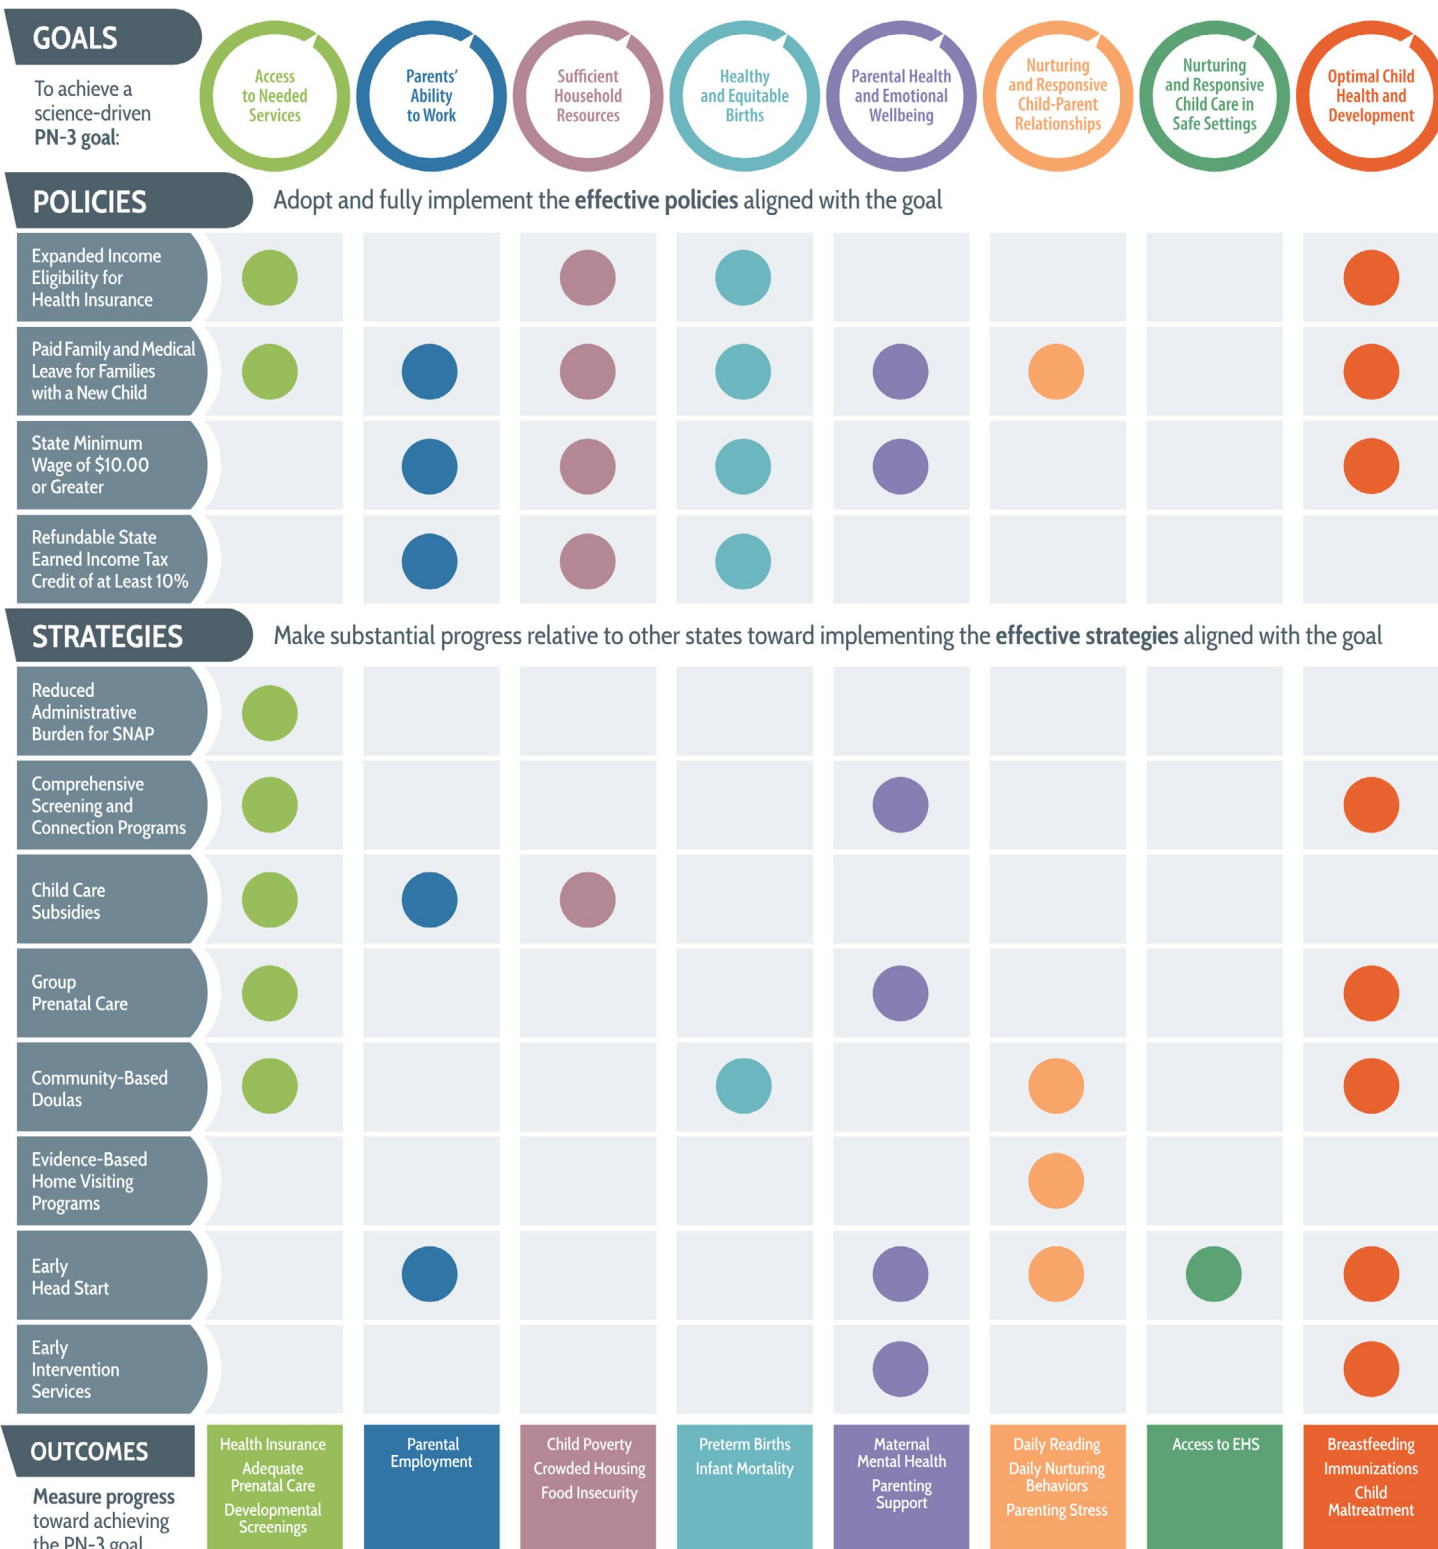 GOALS
To achieve a
science-driven
PN-3 goal:
Access
to Needed
Services
Parents'
Ability
to Work
Sufficient
Household
Resources
Healthy
and Equitable
Births
Parental Health
and Emotional
Wellbeing
Nurturing
and Responsive
Child-Parent
Relationships
Nurturing
and Responsive
Child Care in
Safe Settings
Optimal Child
Health and
Development
POLICIES
Adopt and fully implement the effective policies aligned with the goal
Expanded Income
Eligibility for
Health Insurance
Paid Family and Medical
Leave for Families
with a New Child
State Minimum
Wage of $10.00
or Greater
Refundable State
Earned Income Tax
Credit of at Least 10%
STRATEGIES
Make substantial progress relative to other states toward implementing the effective strategies aligned with the goal
Reduced
Administrative
Burden for SNAP
Comprehensive
Screening and
Connection Programs
Child Care
Subsidies
Group
Prenatal Care
Community-Based
Doulas
Evidence-Based
Home Visiting
Programs
Early
Head Start
Early
Intervention
Services
OUTCOMES
Measure progress
toward achieving
the PN-3 goal
Health Insurance
Adequate
Prenatal Care
Developmental
Screenings
Parental
Employment
Child Poverty
Crowded Housing
Food Insecurity
Preterm Births
Infant Mortality
Maternal
Mental Health
Parenting
Support
Daily Reading
Daily Nurturing
Behaviors
Parenting Stress
Access to EHS
Breastfeeding
Immunizations
Child
Maltreatment